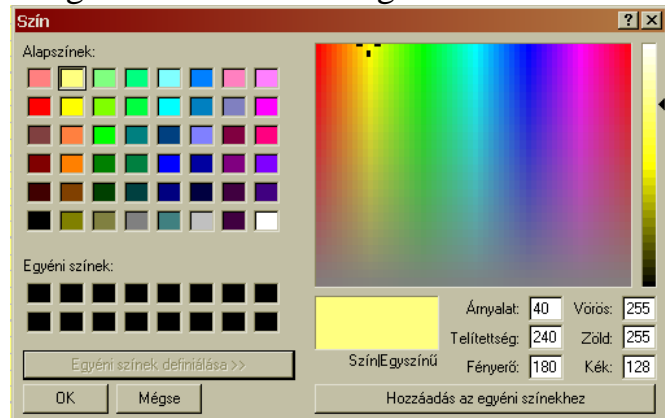 Szín
Alapszínek:
Egyéni színek:
Egyéni színek definiálása >>
OK Mégse
Szín|Egyszínű
Árnyalat: 40 Vörös: 255
Telítettség: 240 Zöld: 255
Fényerő: 180 Kék: 128
Hozzáadás az egyéni színekhez